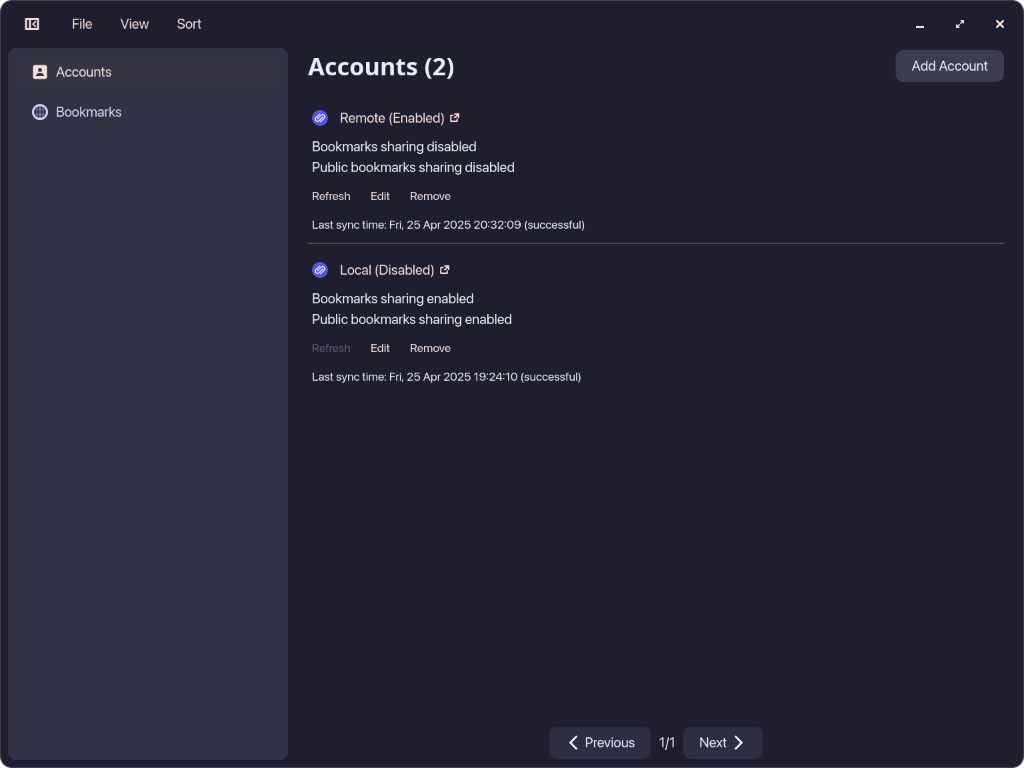 File View Sort
Accounts
Bookmarks
Accounts (2)
Add Account
Remote (Enabled)
Bookmarks sharing disabled
Public bookmarks sharing disabled
Refresh Edit Remove
Last sync time: Fri, 25 Apr 2025 20:32:09 (successful)
Local (Disabled)
Bookmarks sharing enabled
Public bookmarks sharing enabled
Refresh Edit Remove
Last sync time: Fri, 25 Apr 2025 19:24:10 (successful)
Previous 1/1 Next